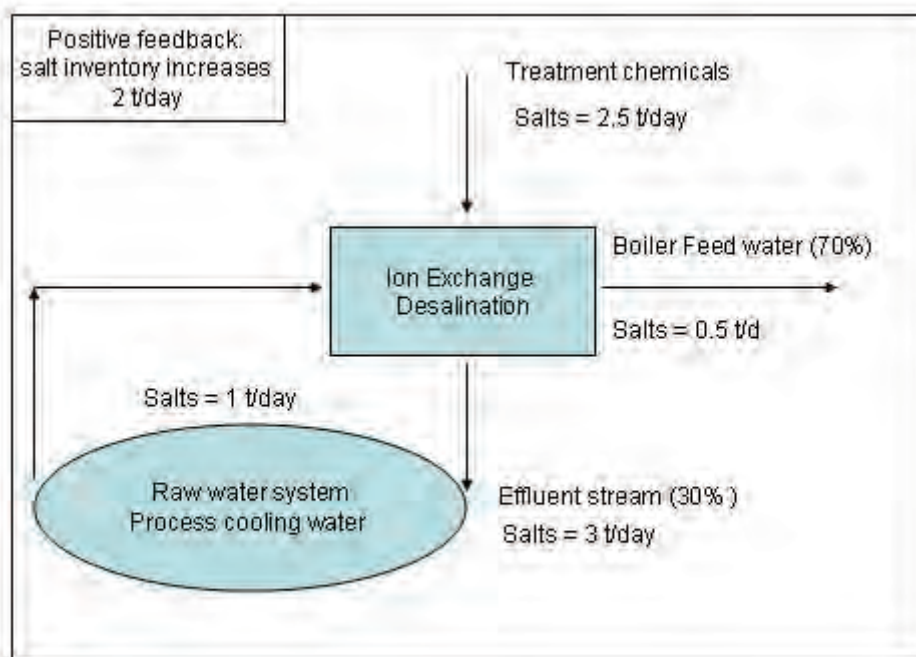 Positive feedback:
salt inventory increases
2 t/day
Treatment chemicals
Salts = 2.5 t/day
Boiler Feed water (70%)
Ion Exchange
Desalination
Salts = 0.5 t/d
Salts = 1 t/day
Raw water system
Process cooling water
Effluent stream (30% )
Salts = 3 t/day